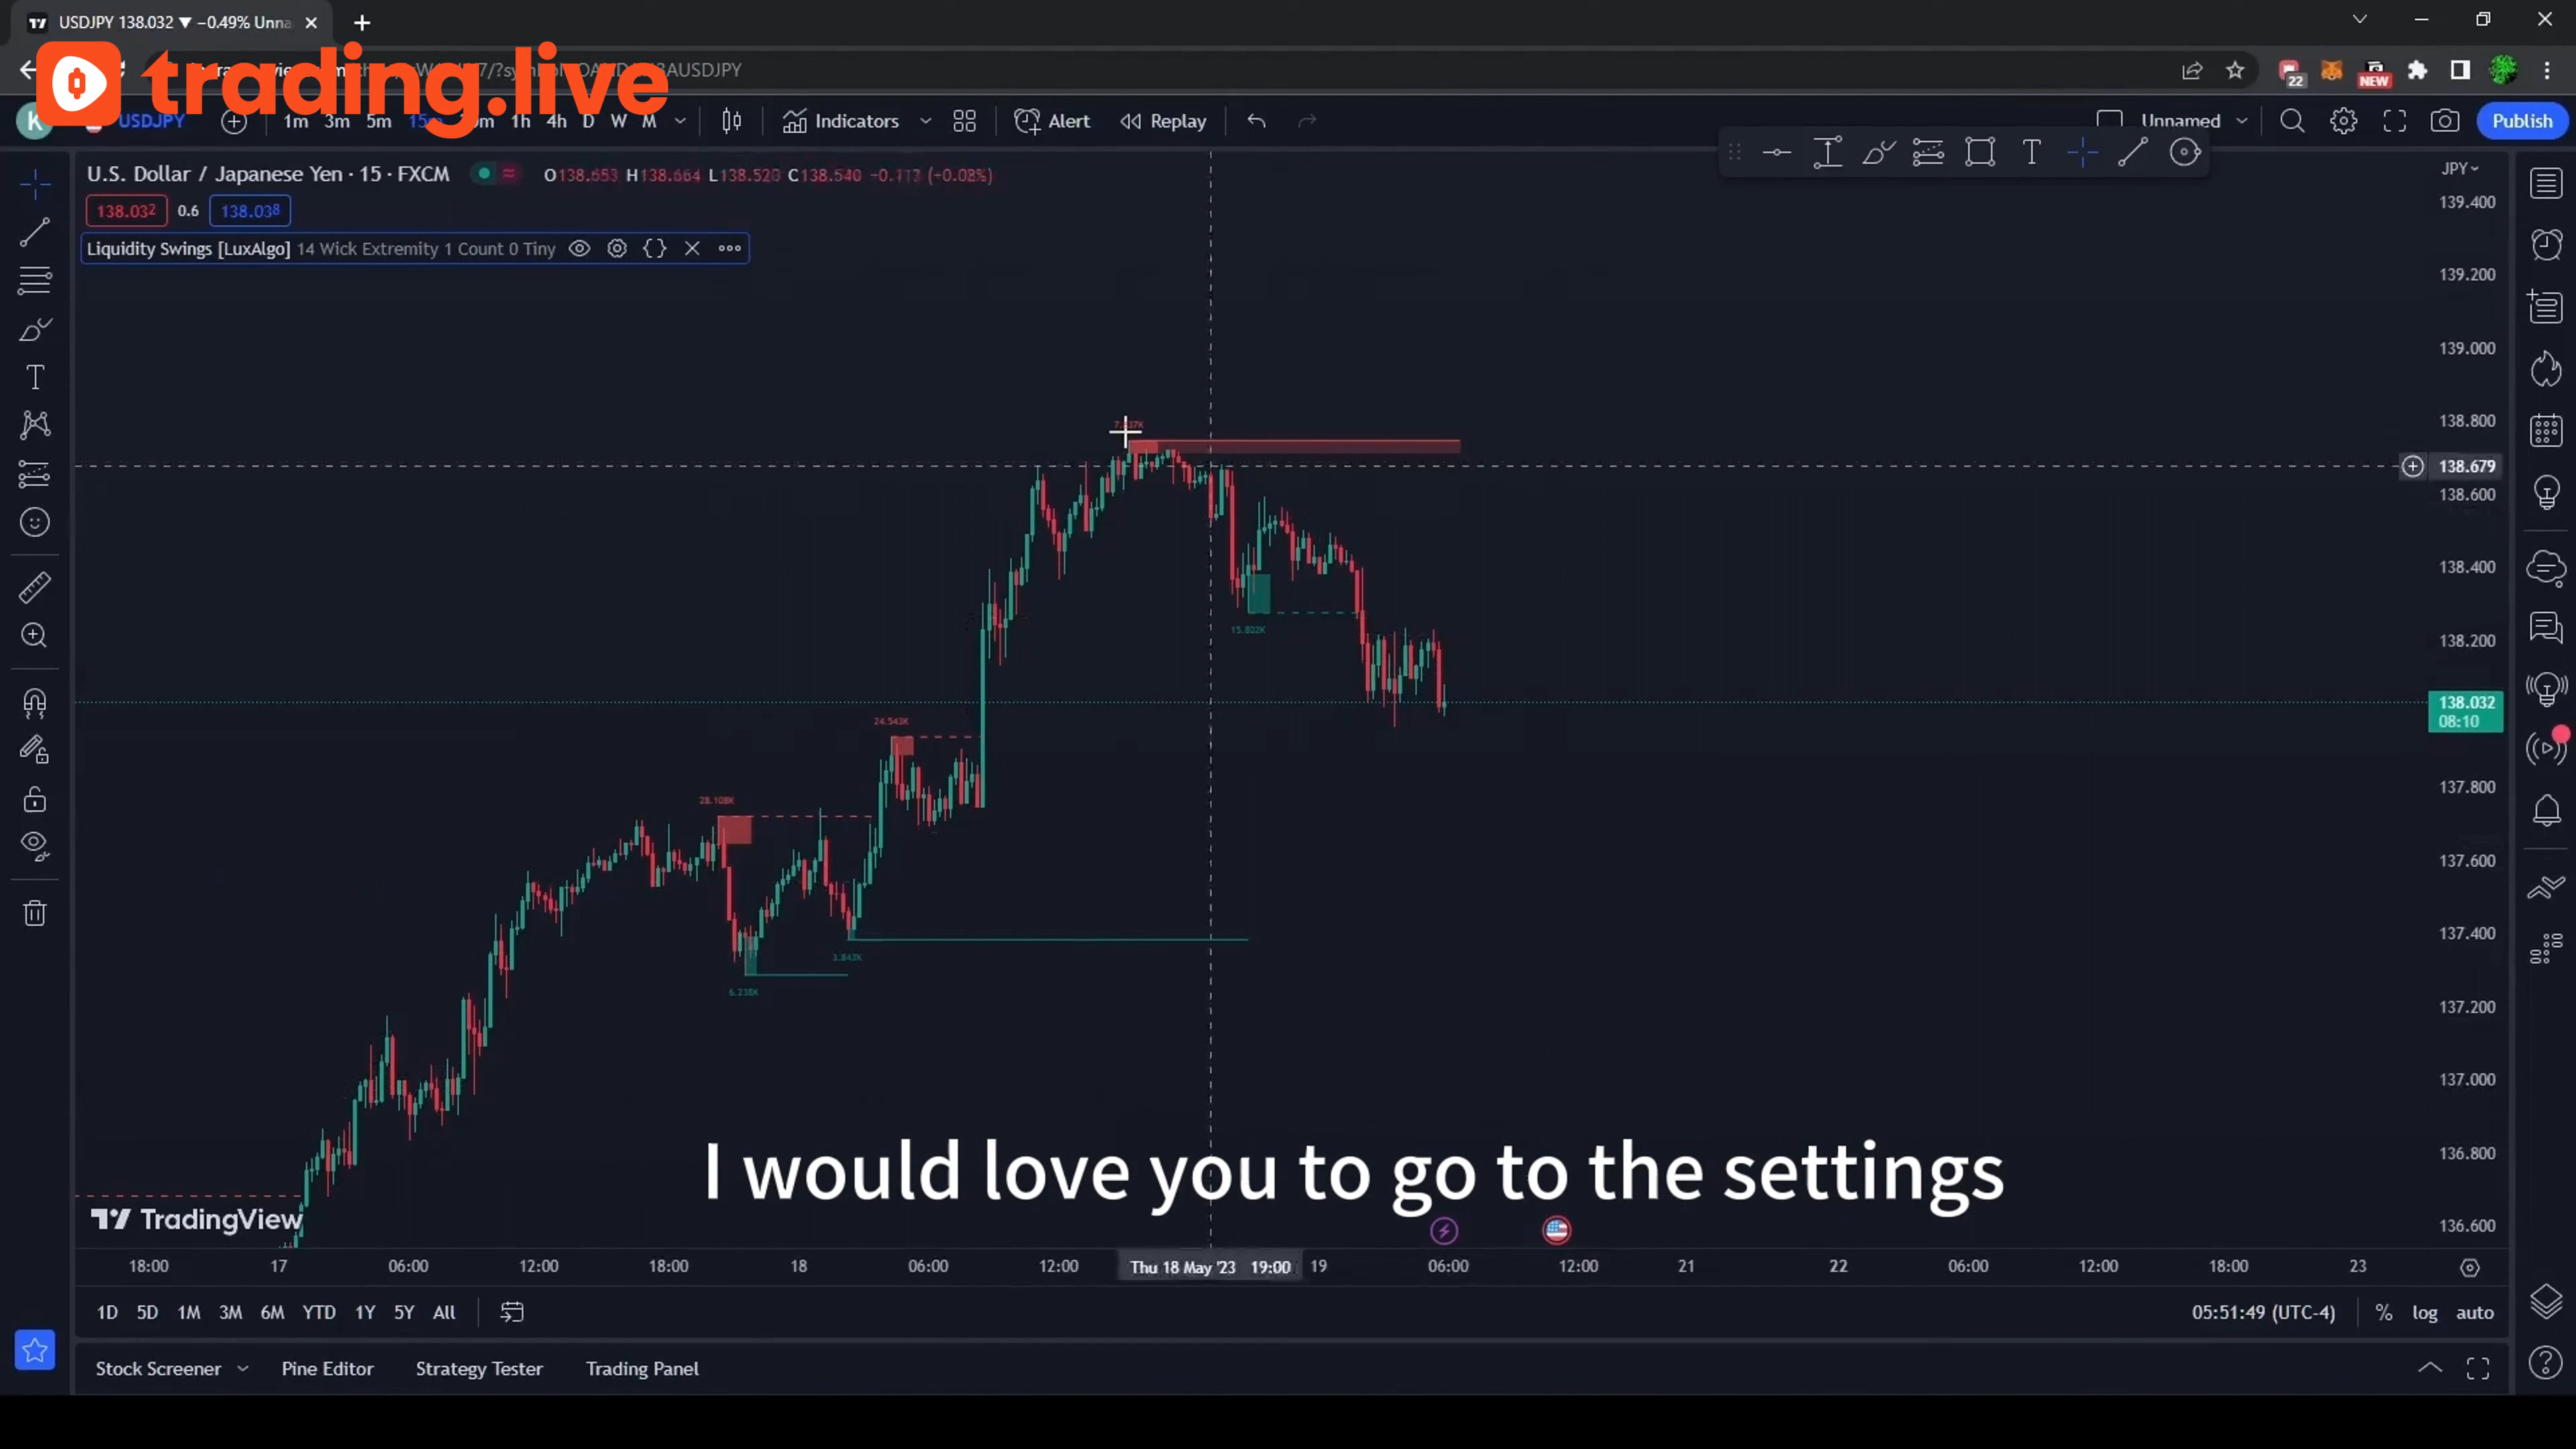 USDJPY 138.032 ▼ −0.49% Unna
trading.live
AUSDJPY
22
NEW
K
USDJPY
1m 3m 5m 15m 1h 4h D W M
Indicators
Alert
Replay
Unnamed
Publish
U.S. Dollar / Japanese Yen · 15 · FXCM
O138.653 H138.664 L138.520 C138.540
138.032 0.6 138.038
Liquidity Swings [LuxAlgo] 14 Wick Extremity 1 Count 0 Tiny
JPY
139.400
139.200
139.000
138.800
138.679
138.600
138.400
15.802K
138.200
138.032
08:10
24.543K
137.800
28.108K
137.600
137.400
3.843K
6.238K
137.200
137.000
136.800
I would love you to go to the settings
TradingView
136.600
18:00 17 06:00 12:00 18:00 18 06:00 12:00 Thu 18 May '23 19:00 19 06:00 12:00 21 22 06:00 12:00 18:00 23
1D 5D 1M 3M 6M YTD 1Y 5Y All
05:51:49 (UTC-4) % log auto
Stock Screener Pine Editor Strategy Tester Trading Panel